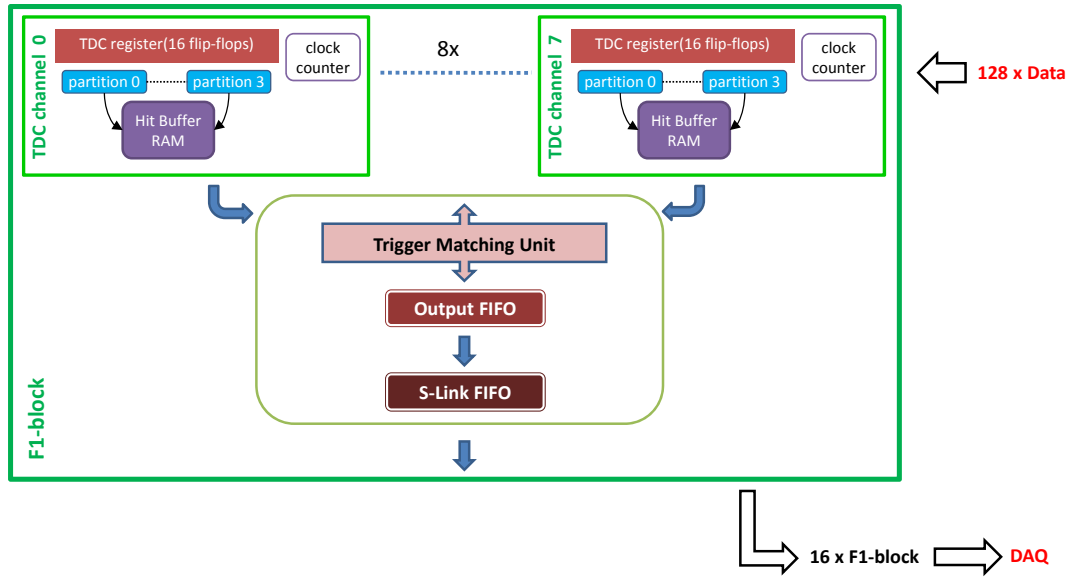 TDC channel 0
TDC register(16 flip-flops)
clock
counter
partition 0
partition 3
Hit Buffer
RAM
8x
TDC channel 7
TDC register(16 flip-flops)
clock
counter
partition 0
partition 3
Hit Buffer
RAM
128 x Data
Trigger Matching Unit
Output FIFO
S-Link FIFO
F1-block
16 x F1-block
DAQ